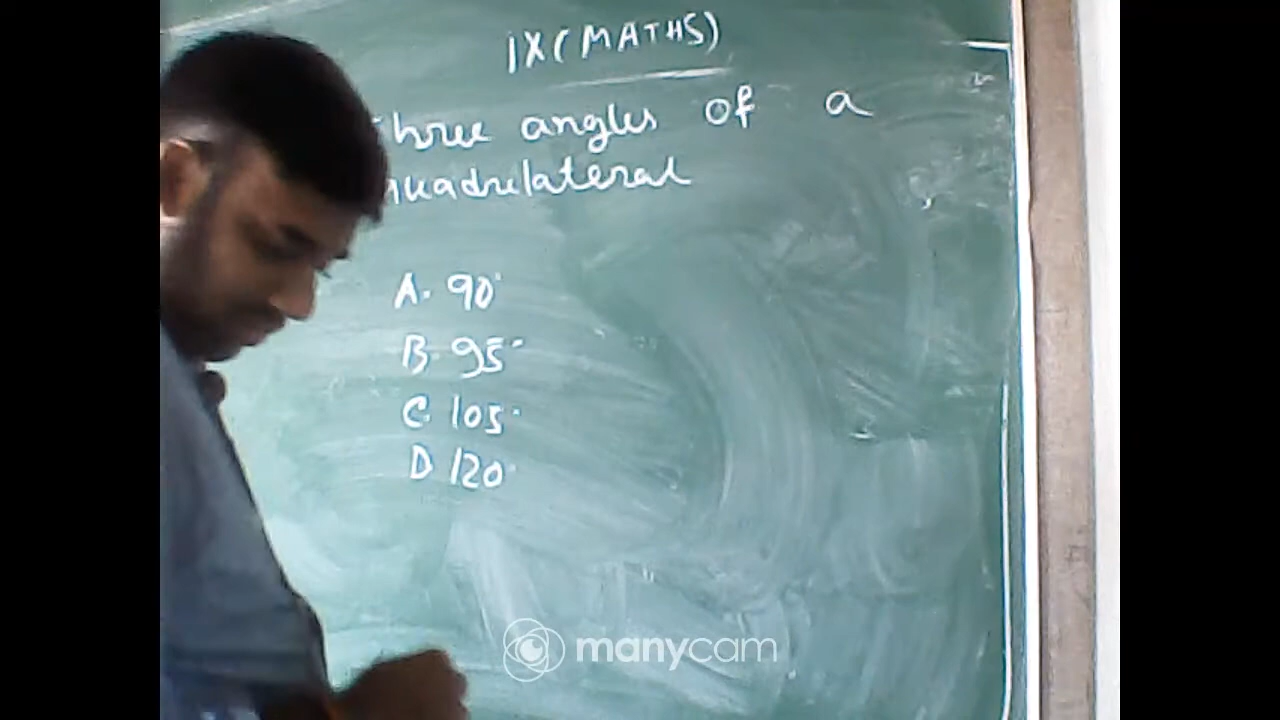 IX (MATHS)
Three angles of a
quadrilateral
A. 90°
B. 95°
C. 105°
D 120°
manycam